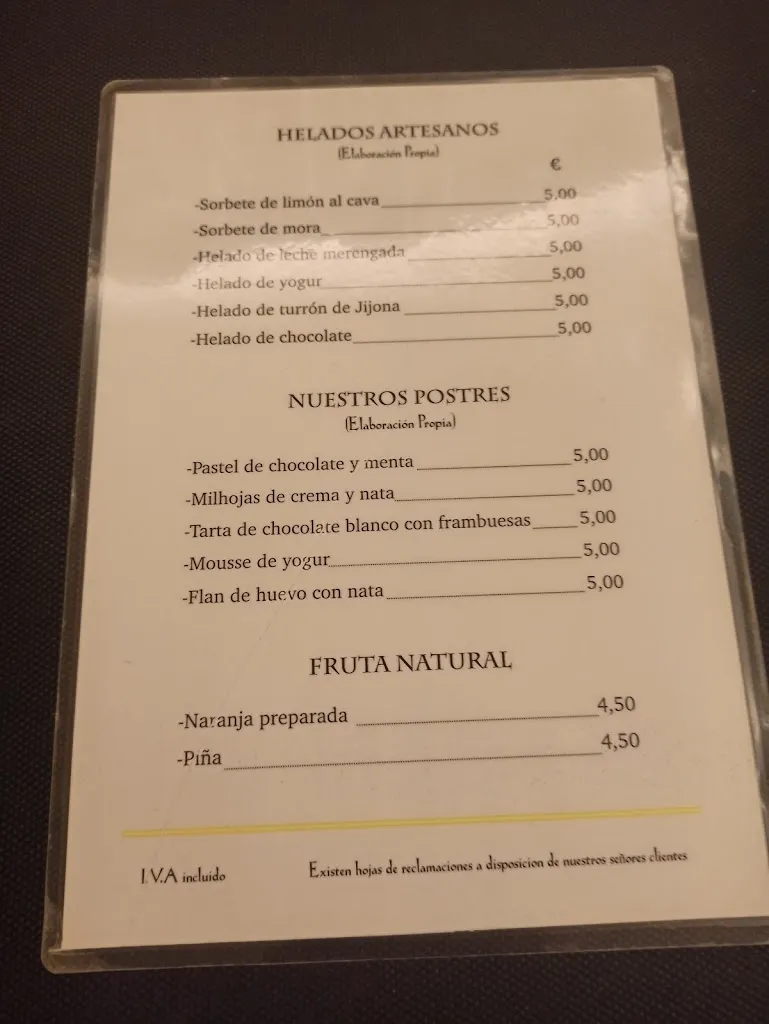 HELADOS ARTESANOS
(Elaboración Propia)
€
-Sorbete de limón al cava 5,00
-Sorbete de mora 5,00
-Helado de leche merengada 5,00
-Helado de yogur 5,00
-Helado de turrón de Jijona 5,00
-Helado de chocolate 5,00
NUESTROS POSTRES
(Elaboración Propia)
-Pastel de chocolate y menta 5,00
-Milhojas de crema y nata 5,00
-Tarta de chocolate blanco con frambuesas 5,00
-Mousse de yogur 5,00
-Flan de huevo con nata 5,00
FRUTA NATURAL
-Naranja preparada 4,50
-Piña 4,50
I.V.A incluido Existen hojas de reclamaciones a disposicion de nuestros señores clientes